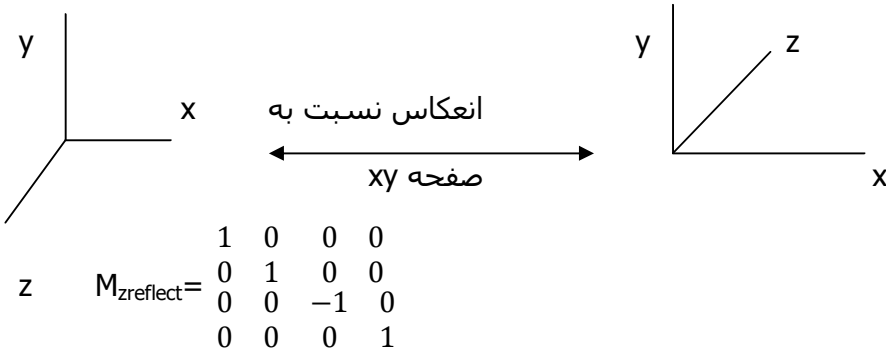 y
y
z
x
انعکاس نسبت به
صفحه xy
x
1 0 0 0
z M_zreflect= 0 1 0 0
0 0 −1 0
0 0 0 1